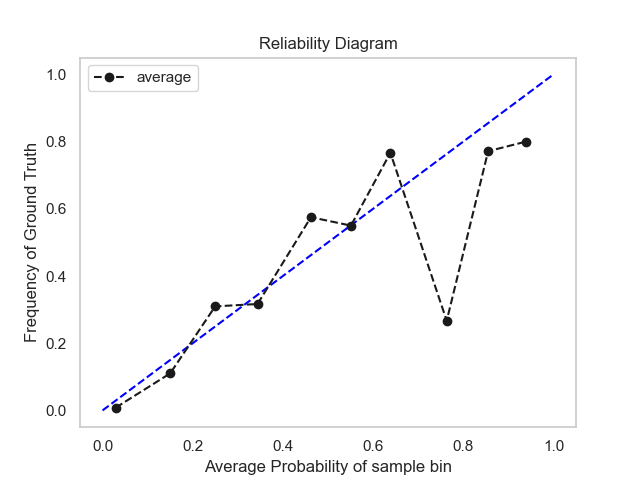 Reliability Diagram
average
Frequency of Ground Truth
1.0
0.8
0.6
0.4
0.2
0.0
0.0 0.2 0.4 0.6 0.8 1.0
Average Probability of sample bin